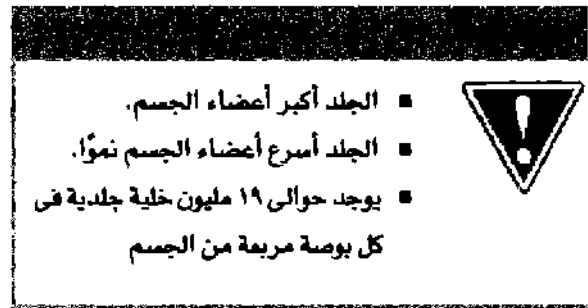 ■ الجلد أكبر أعضاء الجسم.
■ الجلد أسرع أعضاء الجسم نموًا.
■ يوجد حوالى ١٩ مليون خلية جلدية فى
كل بوصة مربعة من الجسم